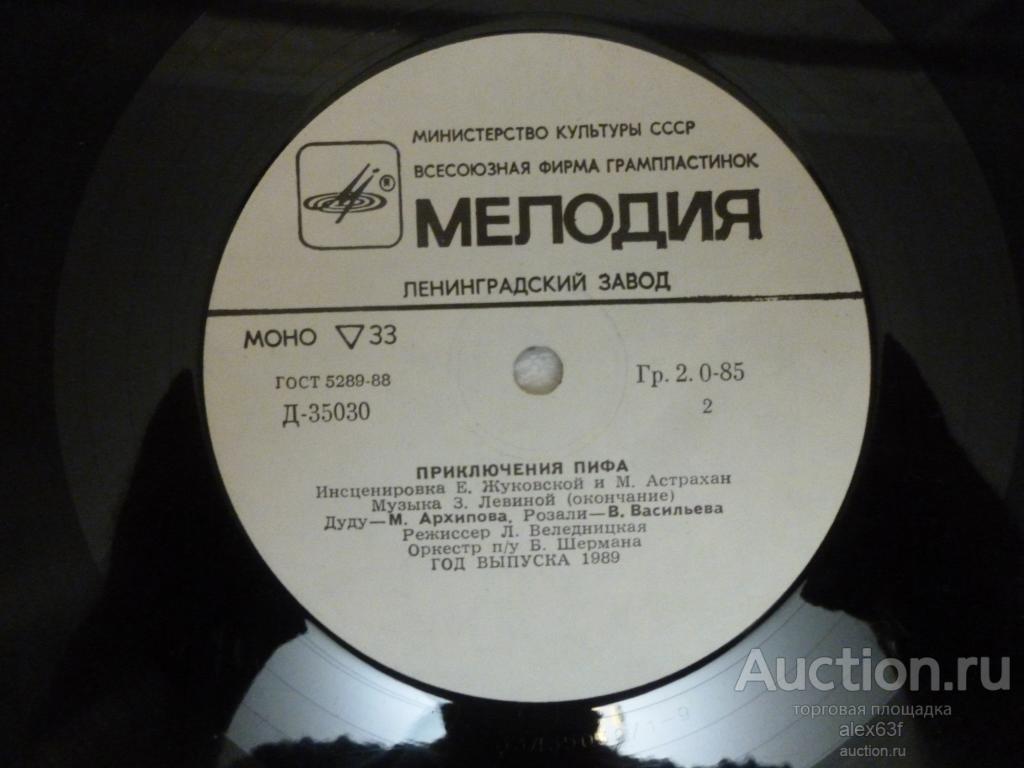 МИНИСТЕРСТВО КУЛЬТУРЫ СССР
ВСЕСОЮЗНАЯ ФИРМА ГРАМПЛАСТИНОК
®
МЕЛОДИЯ
ЛЕНИНГРАДСКИЙ ЗАВОД
МОНО ▽ 33
ГОСТ 5289-88
Д-35030
Гр. 2. 0-85
2
ПРИКЛЮЧЕНИЯ ПИФА
Инсценировка Е. Жуковской и М. Астрахан
Музыка З. Левиной (окончание)
Дуду—М. Архипова, Розали—В. Васильева
Режиссер Л. Веледницкая
Оркестр п/у Б. Шермана
ГОД ВЫПУСКА 1989
Auction.ru
торговая площадка
alex63f
auction.ru